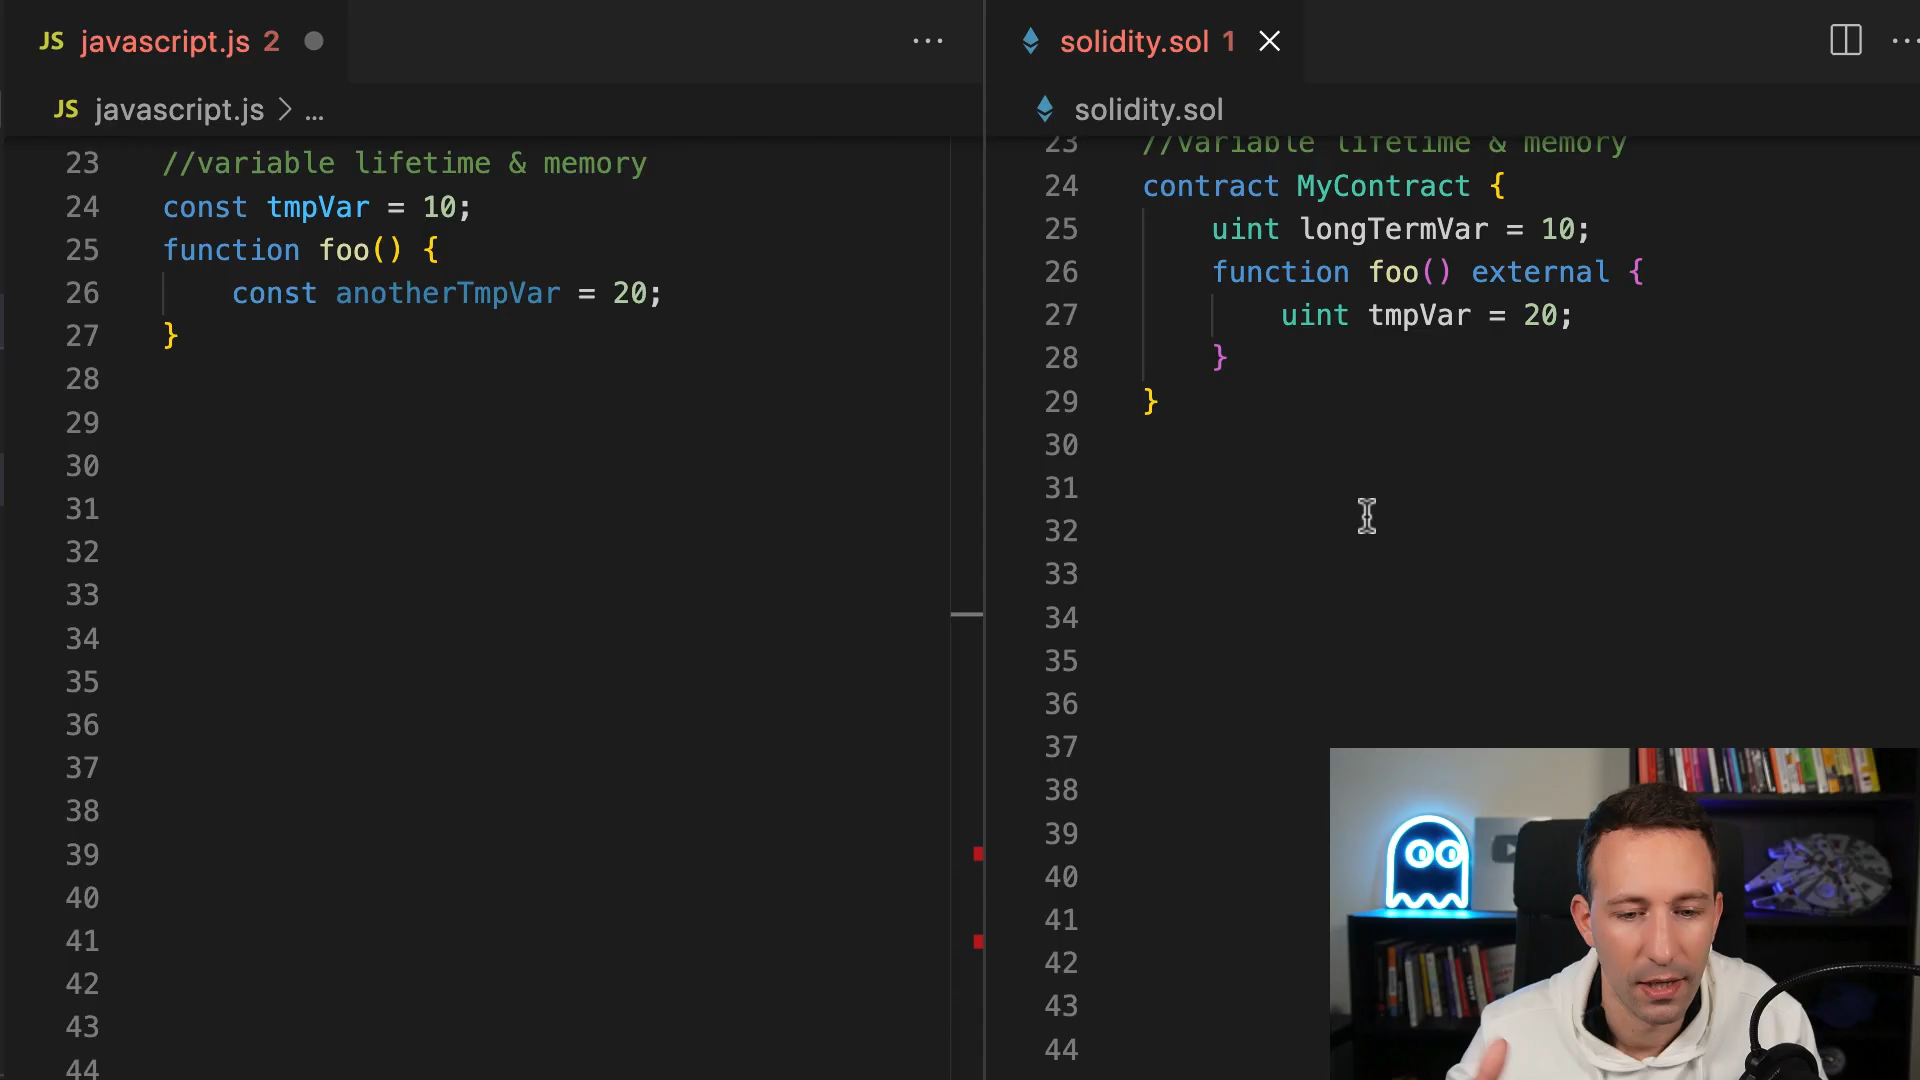 JS javascript.js 2
JS javascript.js > ...
23 //variable lifetime & memory
24 const tmpVar = 10;
25 function foo() {
26 const anotherTmpVar = 20;
27 }
28
29
30
31
32
33
34
35
36
37
38
39
40
41
42
43
44
solidity.sol 1
solidity.sol
23 //variable lifetime & memory
24 contract MyContract {
25 uint longTermVar = 10;
26 function foo() external {
27 uint tmpVar = 20;
28 }
29 }
30
31
32
33
34
35
36
37
38
39
40
41
42
43
44